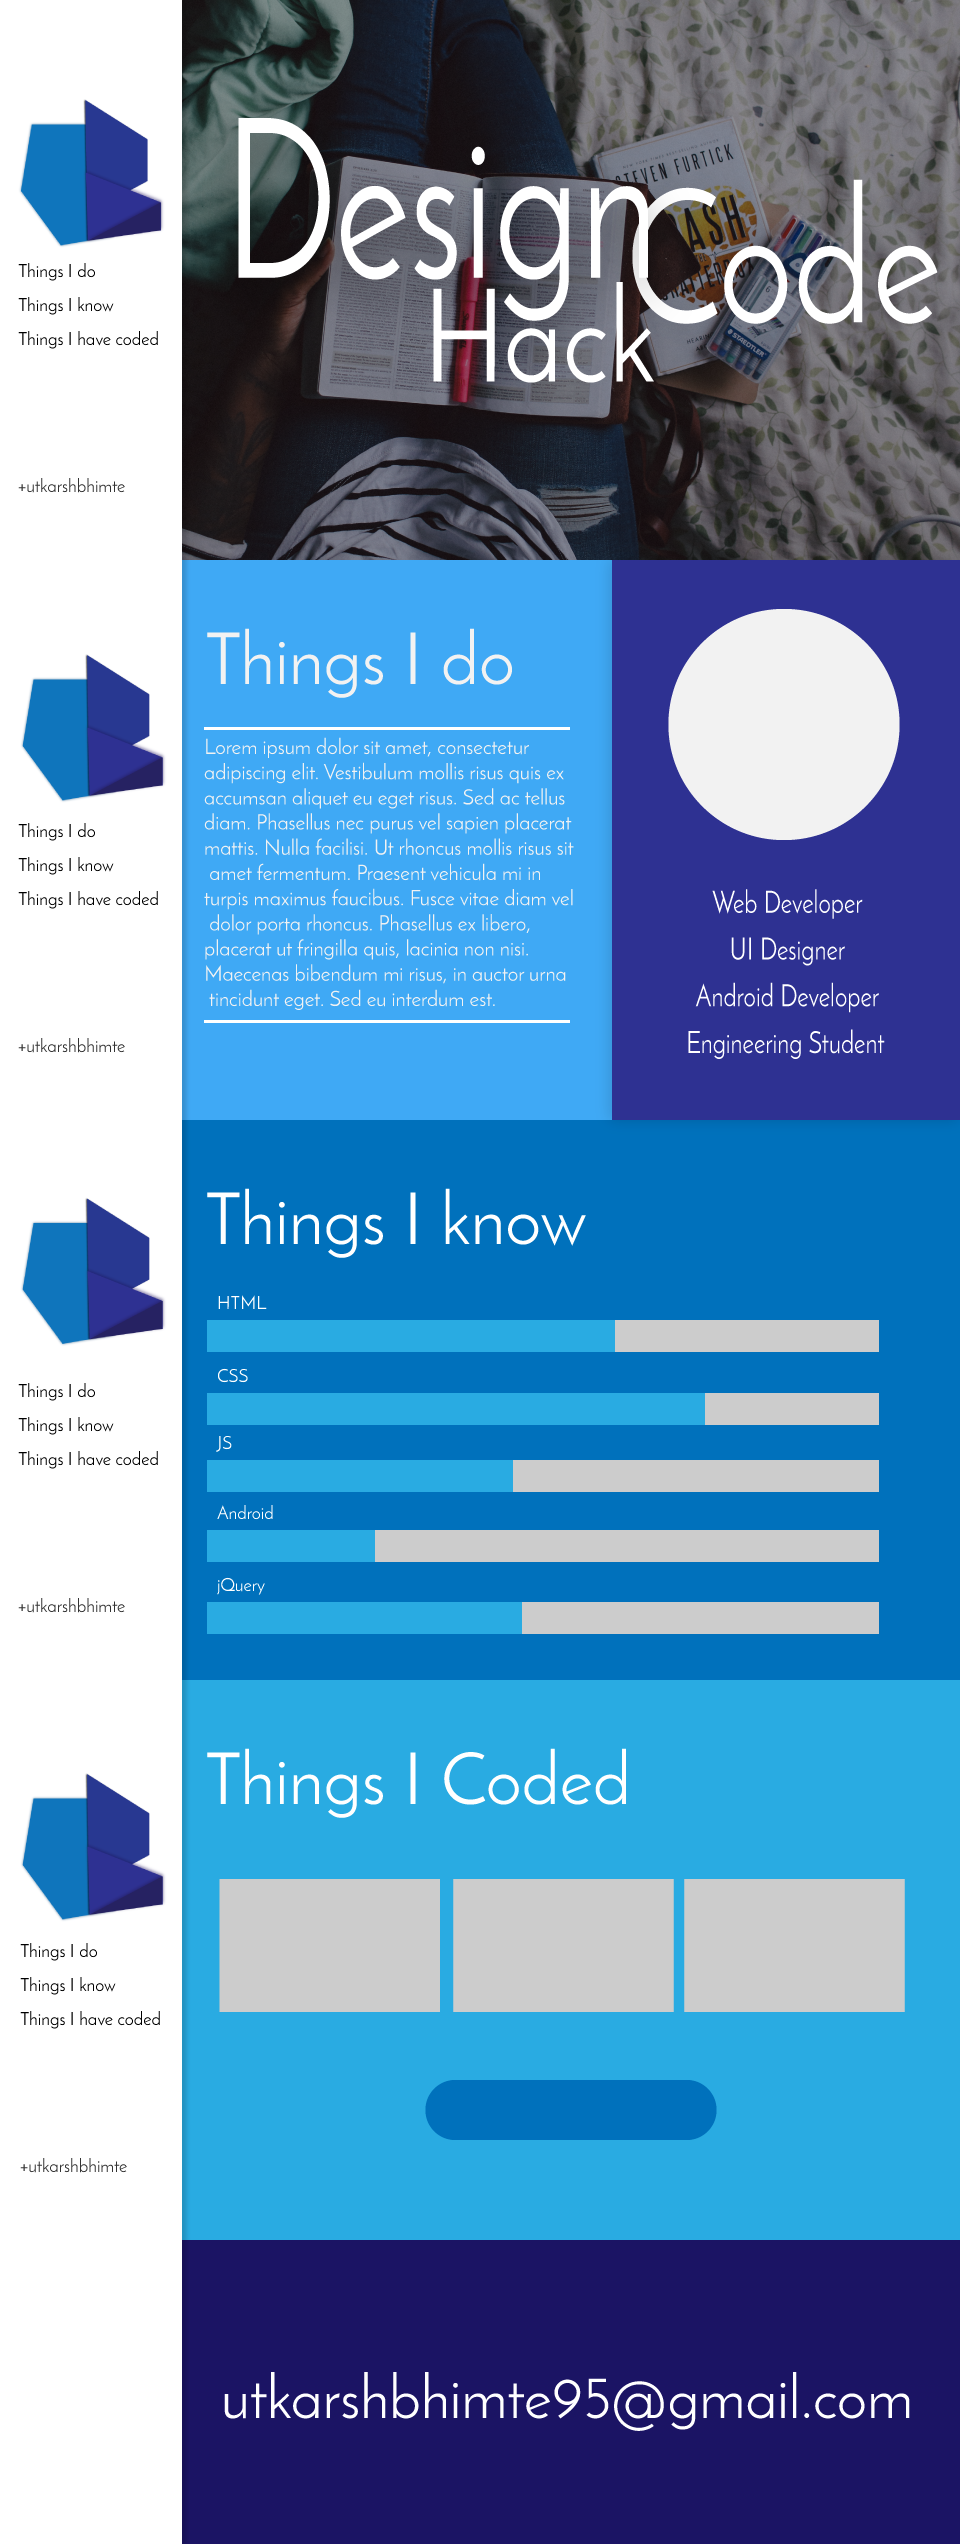 Design
Code
Hack
STEVEN FURTICK
Things I do
Things I know
Things I have coded
+utkarshbhimte
Things I do
Lorem ipsum dolor sit amet, consectetur
adipiscing elit. Vestibulum mollis risus quis ex
accumsan aliquet eu eget risus. Sed ac tellus
diam. Phasellus nec purus vel sapien placerat
mattis. Nulla facilisi. Ut rhoncus mollis risus sit
amet fermentum. Praesent vehicula mi in
turpis maximus faucibus. Fusce vitae diam vel
dolor porta rhoncus. Phasellus ex libero,
placerat ut fringilla quis, lacinia non nisi.
Maecenas bibendum mi risus, in auctor urna
tincidunt eget. Sed eu interdum est.
Web Developer
UI Designer
Android Developer
Engineering Student
Things I do
Things I know
Things I have coded
+utkarshbhimte
Things I know
HTML
CSS
JS
Android
jQuery
Things I do
Things I know
Things I have coded
+utkarshbhimte
Things I Coded
Things I do
Things I know
Things I have coded
+utkarshbhimte
utkarshbhimte95@gmail.com